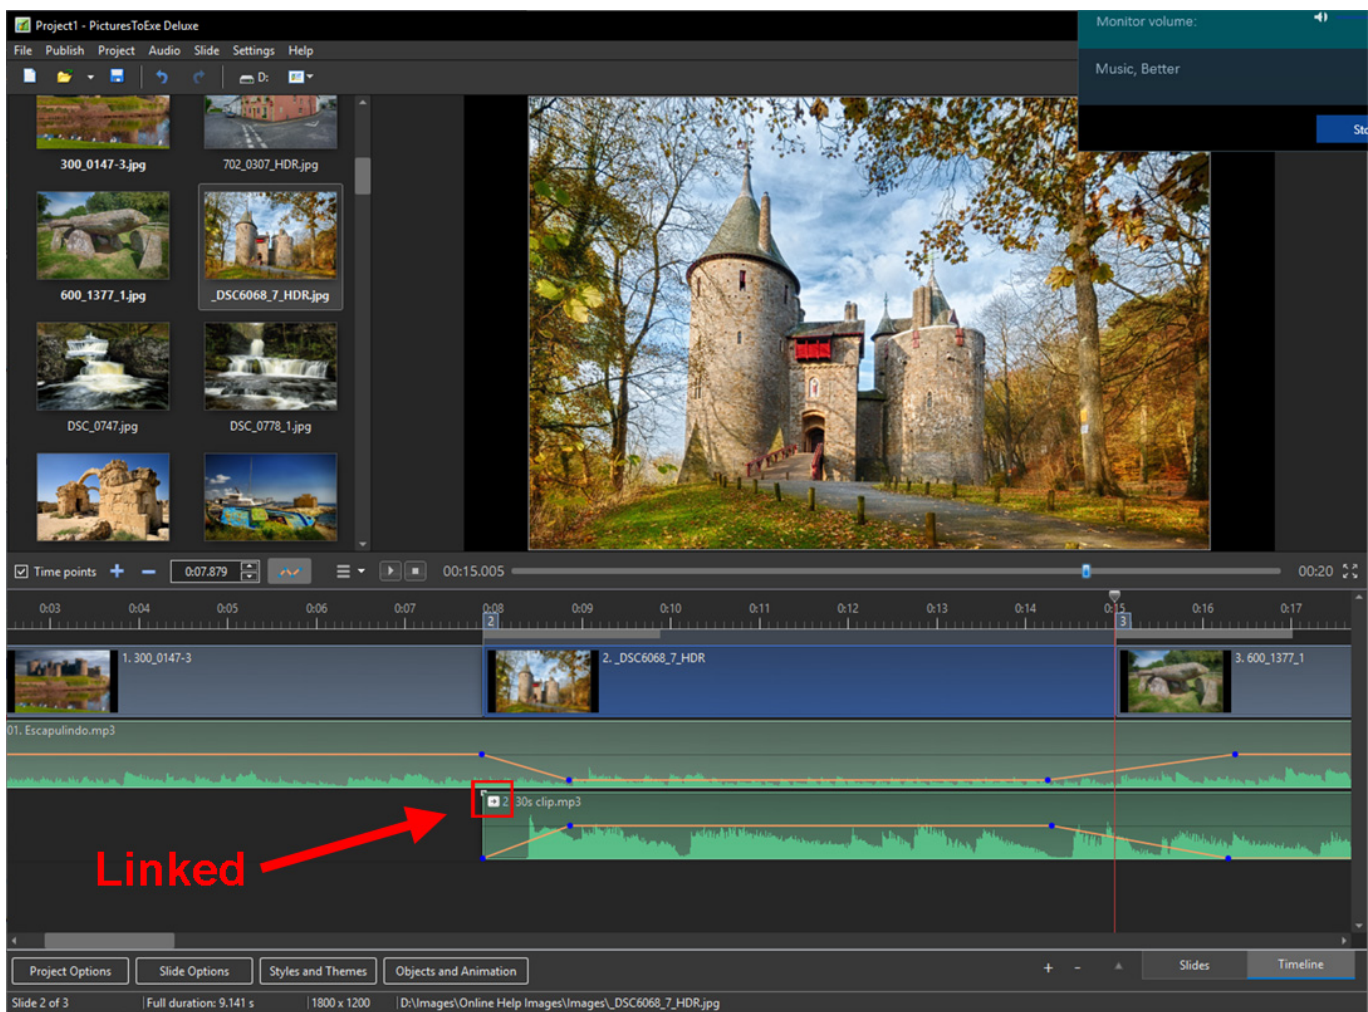 Project1 - PicturesToExe Deluxe
Monitor volume:
File Publish Project Audio Slide Settings Help
Music, Better
D:
300_0147-3.jpg
702_0307_HDR.jpg
600_1377_1.jpg
_DSC6068_7_HDR.jpg
DSC_0747.jpg
DSC_0778_1.jpg
Time points
0:07.879
00:15.005
00:20
0:03 0:04 0:05 0:06 0:07 0:08 0:09 0:10 0:11 0:12 0:13 0:14 0:15 0:16 0:17
2
3
1. 300_0147-3
2. _DSC6068_7_HDR
3. 600_1377_1
01. Escapulindo.mp3
30s clip.mp3
Linked
Project Options
Slide Options
Styles and Themes
Objects and Animation
Slides
Timeline
Slide 2 of 3
Full duration: 9.141 s
1800 x 1200
D:\Images\Online Help Images\Images\_DSC6068_7_HDR.jpg